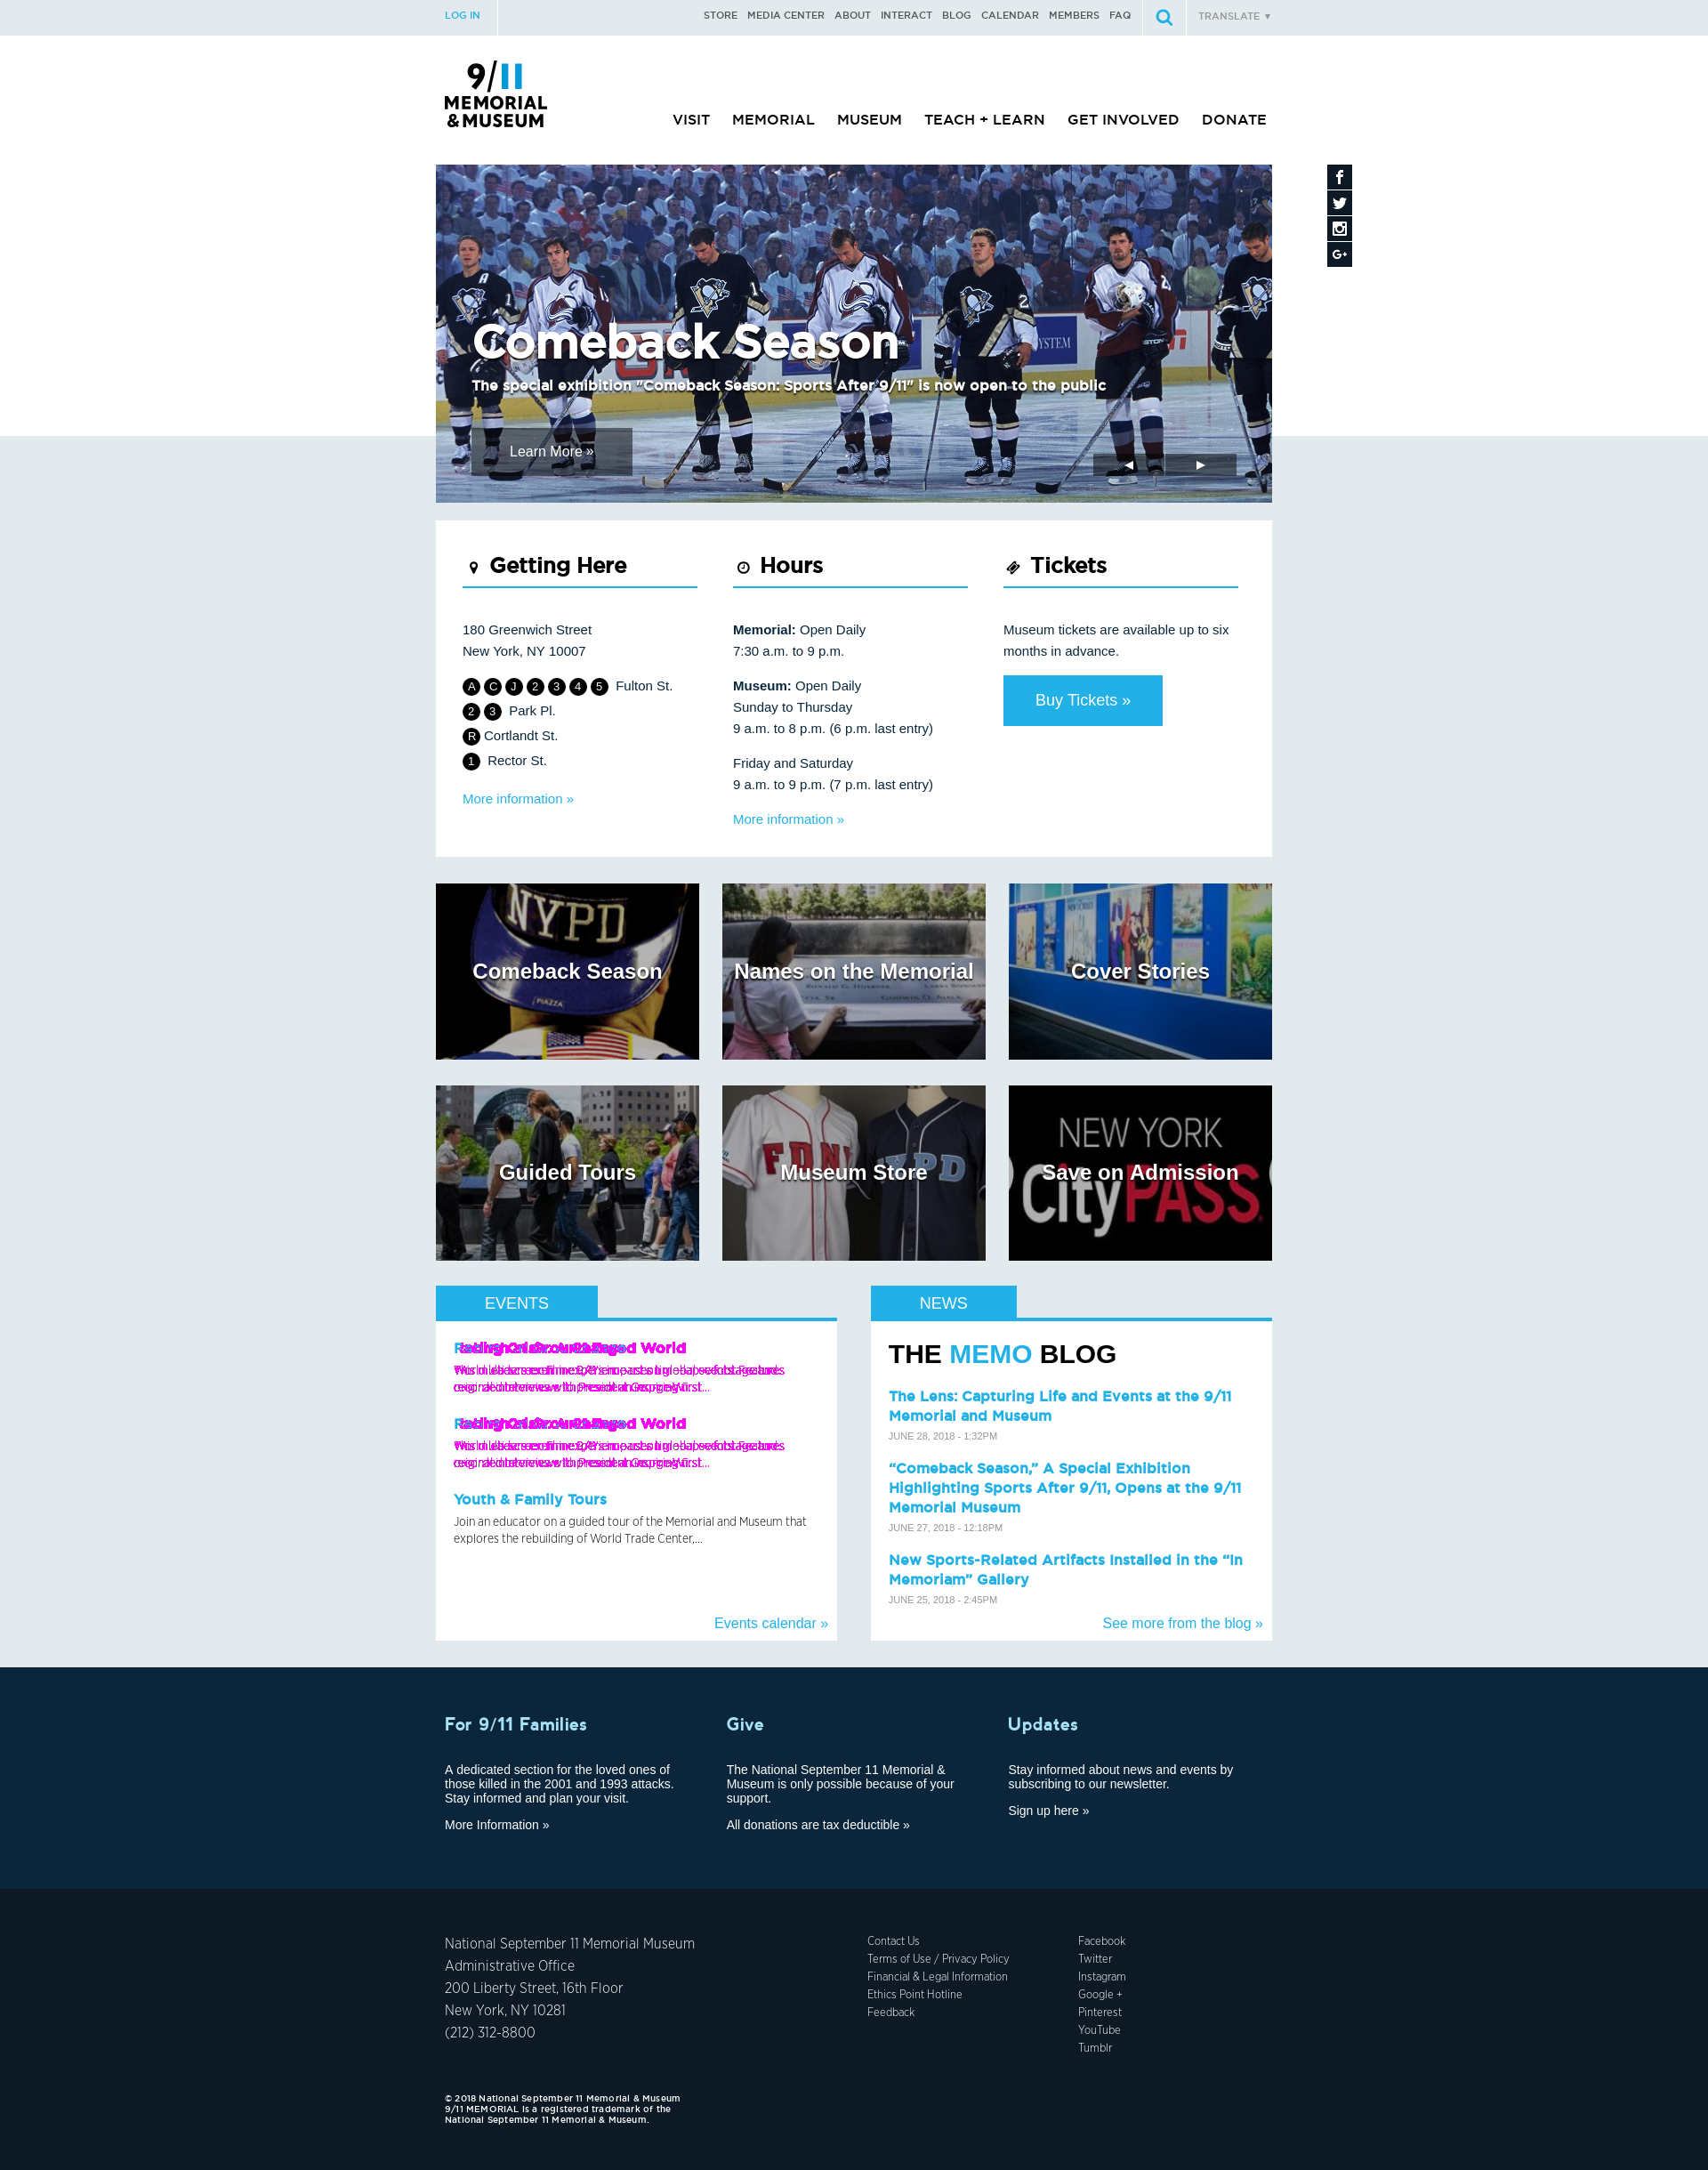 LOG IN
STORE MEDIA CENTER ABOUT INTERACT BLOG CALENDAR MEMBERS FAQ
TRANSLATE ▼
9/11
MEMORIAL
& MUSEUM
VISIT MEMORIAL MUSEUM TEACH + LEARN GET INVOLVED DONATE
Comeback Season
The special exhibition "Comeback Season: Sports After 9/11" is now open to the public
Learn More »
◀ ▶
Getting Here
180 Greenwich Street
New York, NY 10007
A C J 2 3 4 5 Fulton St.
2 3 Park Pl.
R Cortlandt St.
1 Rector St.
More information »
Hours
Memorial: Open Daily
7:30 a.m. to 9 p.m.
Museum: Open Daily
Sunday to Thursday
9 a.m. to 8 p.m. (6 p.m. last entry)
Friday and Saturday
9 a.m. to 9 p.m. (7 p.m. last entry)
More information »
Tickets
Museum tickets are available up to six
months in advance.
Buy Tickets »
NYPD
PIAZZA
Comeback Season
Names on the Memorial
Cover Stories
Guided Tours
FDNY
NYPD
Museum Store
NEW YORK
CityPASS
Save on Admission
EVENTS
Youth & Family Tours
Join an educator on a guided tour of the Memorial and Museum that
explores the rebuilding of World Trade Center,...
Events calendar »
NEWS
THE MEMO BLOG
The Lens: Capturing Life and Events at the 9/11
Memorial and Museum
JUNE 28, 2018 - 1:32PM
“Comeback Season,” A Special Exhibition
Highlighting Sports After 9/11, Opens at the 9/11
Memorial Museum
JUNE 27, 2018 - 12:18PM
New Sports-Related Artifacts Installed in the “In
Memoriam” Gallery
JUNE 25, 2018 - 2:45PM
See more from the blog »
For 9/11 Families
A dedicated section for the loved ones of
those killed in the 2001 and 1993 attacks.
Stay informed and plan your visit.
More Information »
Give
The National September 11 Memorial &
Museum is only possible because of your
support.
All donations are tax deductible »
Updates
Stay informed about news and events by
subscribing to our newsletter.
Sign up here »
National September 11 Memorial Museum
Administrative Office
200 Liberty Street, 16th Floor
New York, NY 10281
(212) 312-8800
Contact Us
Terms of Use / Privacy Policy
Financial & Legal Information
Ethics Point Hotline
Feedback
Facebook
Twitter
Instagram
Google +
Pinterest
YouTube
Tumblr
© 2018 National September 11 Memorial & Museum
9/11 MEMORIAL is a registered trademark of the
National September 11 Memorial & Museum.